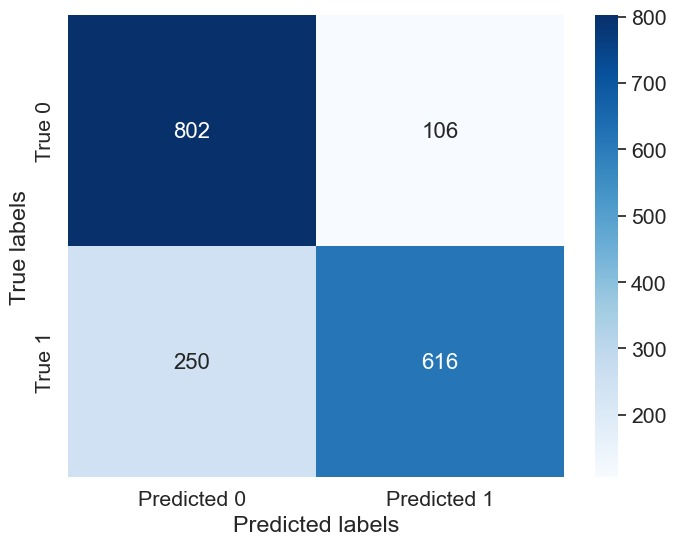 True labels
True 0
True 1
802
106
250
616
Predicted 0
Predicted 1
Predicted labels
800
700
600
500
400
300
200